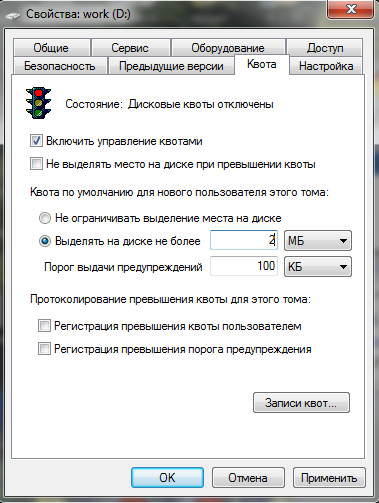 Свойства: work (D:)
Общие Сервис Оборудование Доступ
Безопасность Предыдущие версии Квота Настройка
Состояние: Дисковые квоты отключены
Включить управление квотами
Не выделять место на диске при превышении квоты
Квота по умолчанию для нового пользователя этого тома:
Не ограничивать выделение места на диске
Выделять на диске не более 2 МБ
Порог выдачи предупреждений 100 КБ
Протоколирование превышения квоты для этого тома:
Регистрация превышения квоты пользователем
Регистрация превышения порога предупреждения
Записи квот...
OK Отмена Применить